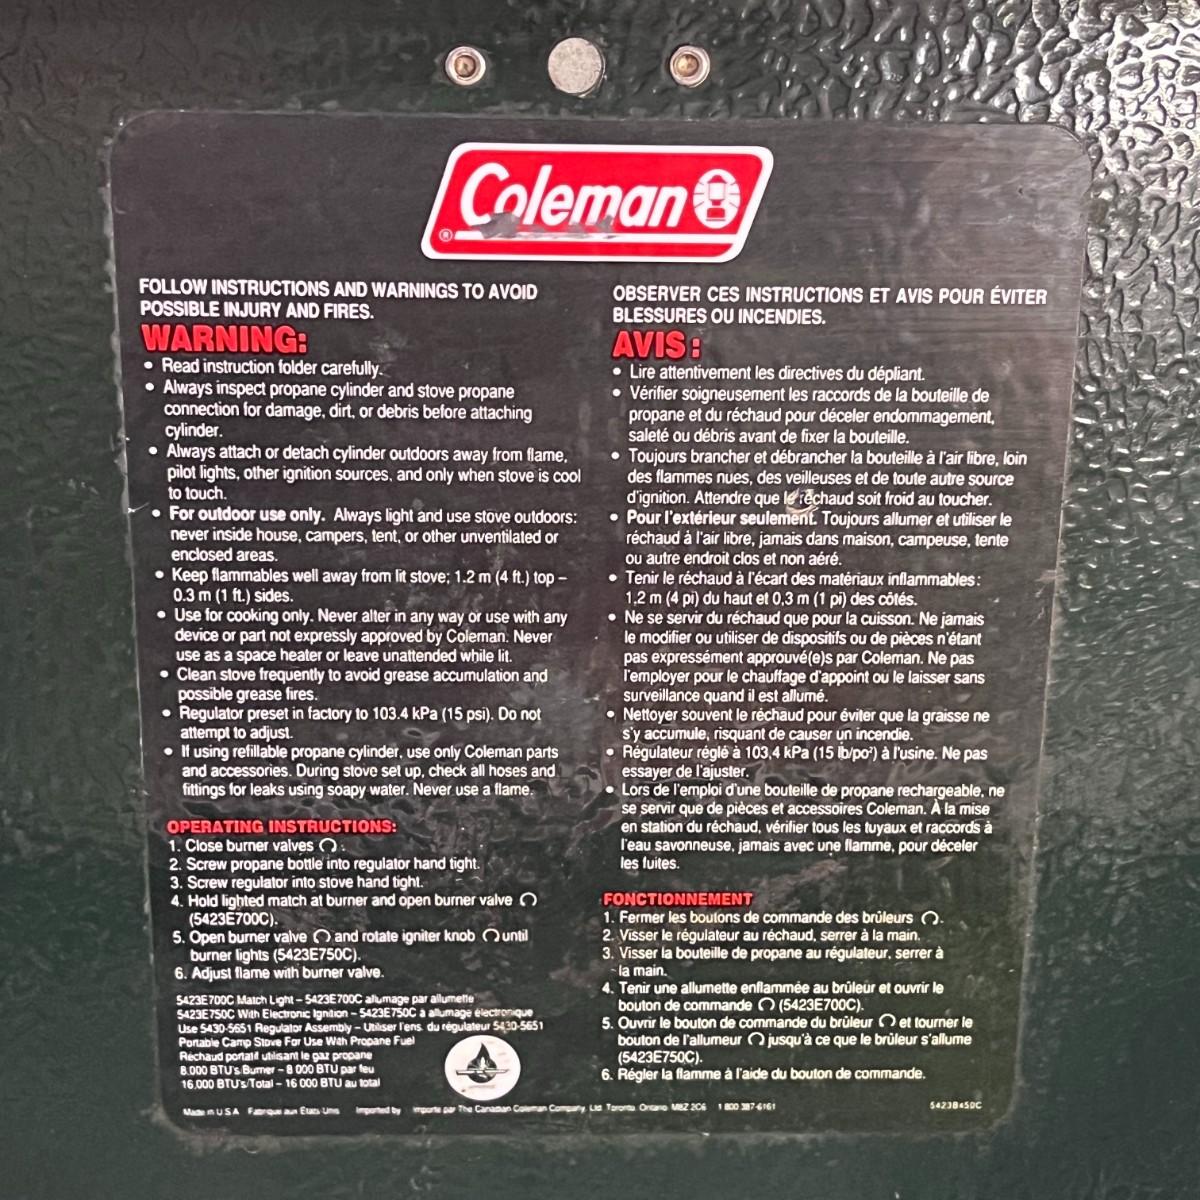 Coleman
®
FOLLOW INSTRUCTIONS AND WARNINGS TO AVOID
POSSIBLE INJURY AND FIRES.
WARNING:
• Read instruction folder carefully.
• Always inspect propane cylinder and stove propane
connection for damage, dirt, or debris before attaching
cylinder.
• Always attach or detach cylinder outdoors away from flame,
pilot lights, other ignition sources, and only when stove is cool
to touch.
• For outdoor use only. Always light and use stove outdoors:
never inside house, campers, tent, or other unventilated or
enclosed areas.
• Keep flammables well away from lit stove; 1.2 m (4 ft.) top –
0.3 m (1 ft.) sides.
• Use for cooking only. Never alter in any way or use with any
device or part not expressly approved by Coleman. Never
use as a space heater or leave unattended while lit.
• Clean stove frequently to avoid grease accumulation and
possible grease fires.
• Regulator preset in factory to 103.4 kPa (15 psi). Do not
attempt to adjust.
• If using refillable propane cylinder, use only Coleman parts
and accessories. During stove set up, check all hoses and
fittings for leaks using soapy water. Never use a flame.
OPERATING INSTRUCTIONS:
1. Close burner valves .
2. Screw propane bottle into regulator hand tight.
3. Screw regulator into stove hand tight.
4. Hold lighted match at burner and open burner valve
(5423E700C).
5. Open burner valve and rotate igniter knob until
burner lights (5423E750C).
6. Adjust flame with burner valve.
5423E700C Match Light – 5423E700C allumage par allumette
5423E750C With Electronic Ignition – 5423E750C à allumage électronique
Use 5430-5651 Regulator Assembly – Utiliser l'ens. du régulateur 5430-5651
Portable Camp Stove For Use With Propane Fuel
Réchaud portatif utilisant le gaz propane
8,000 BTU's/Burner – 8 000 BTU par feu
16,000 BTU's/Total – 16 000 BTU au total
OBSERVER CES INSTRUCTIONS ET AVIS POUR ÉVITER
BLESSURES OU INCENDIES.
AVIS :
• Lire attentivement les directives du dépliant.
• Vérifier soigneusement les raccords de la bouteille de
propane et du réchaud pour déceler endommagement,
saleté ou débris avant de fixer la bouteille.
• Toujours brancher et débrancher la bouteille à l'air libre, loin
des flammes nues, des veilleuses et de toute autre source
d'ignition. Attendre que le réchaud soit froid au toucher.
• Pour l'extérieur seulement. Toujours allumer et utiliser le
réchaud à l'air libre, jamais dans maison, campeuse, tente
ou autre endroit clos et non aéré.
• Tenir le réchaud à l'écart des matériaux inflammables :
1,2 m (4 pi) du haut et 0,3 m (1 pi) des côtés.
• Ne se servir du réchaud que pour la cuisson. Ne jamais
le modifier ou utiliser de dispositifs ou de pièces n'étant
pas expressément approuvé(e)s par Coleman. Ne pas
l'employer pour le chauffage d'appoint ou le laisser sans
surveillance quand il est allumé.
• Nettoyer souvent le réchaud pour éviter que la graisse ne
s'y accumule, risquant de causer un incendie.
• Régulateur réglé à 103,4 kPa (15 lb/po²) à l'usine. Ne pas
essayer de l'ajuster.
• Lors de l'emploi d'une bouteille de propane rechargeable, ne
se servir que de pièces et accessoires Coleman. À la mise
en station du réchaud, vérifier tous les tuyaux et raccords à
l'eau savonneuse, jamais avec une flamme, pour déceler
les fuites.
FONCTIONNEMENT
1. Fermer les boutons de commande des brûleurs .
2. Visser le régulateur au réchaud, serrer à la main.
3. Visser la bouteille de propane au régulateur, serrer à
la main.
4. Tenir une allumette enflammée au brûleur et ouvrir le
bouton de commande (5423E700C).
5. Ouvrir le bouton de commande du brûleur et tourner le
bouton de l'allumeur jusqu'à ce que le brûleur s'allume
(5423E750C).
6. Régler la flamme à l'aide du bouton de commande.
Made in U S A Fabriqué aux États Unis Imported by Importé par The Canadian Coleman Company, Ltd Toronto Ontario M8Z 2C6 1 800 387-6161
5423B450C